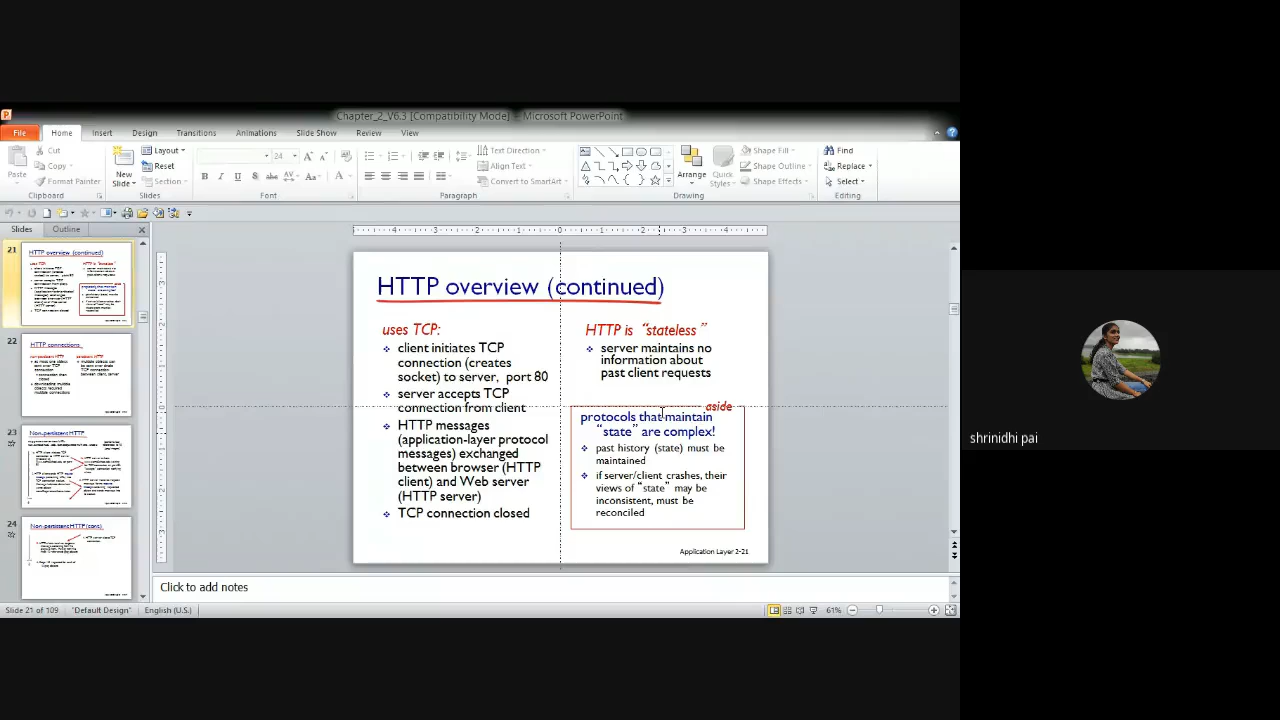 Chapter_2_V6.3 [Compatibility Mode] - Microsoft PowerPoint
File Home Insert Design Transitions Animations Slide Show Review View
Cut
Copy
Format Painter
Paste
Clipboard
New
Slide
Layout
Reset
Section
Slides
24
Font
Text Direction
Align Text
Convert to SmartArt
Paragraph
Arrange
Quick
Styles
Shape Fill
Shape Outline
Shape Effects
Drawing
Find
Replace
Select
Editing
Slides Outline
21
HTTP overview (continued)
22
HTTP connections
23
Non-persistent HTTP
24
Non-persistent HTTP (cont.)
HTTP overview (continued)
uses TCP:
client initiates TCP
connection (creates
socket) to server, port 80
server accepts TCP
connection from client
HTTP messages
(application-layer protocol
messages) exchanged
between browser (HTTP
client) and Web server
(HTTP server)
TCP connection closed
HTTP is “stateless”
server maintains no
information about
past client requests
aside
protocols that maintain
“state” are complex!
past history (state) must be
maintained
if server/client crashes, their
views of “state” may be
inconsistent, must be
reconciled
Application Layer 2-21
Click to add notes
Slide 21 of 109 "Default Design" English (U.S.) 61%
shrinidhi pai